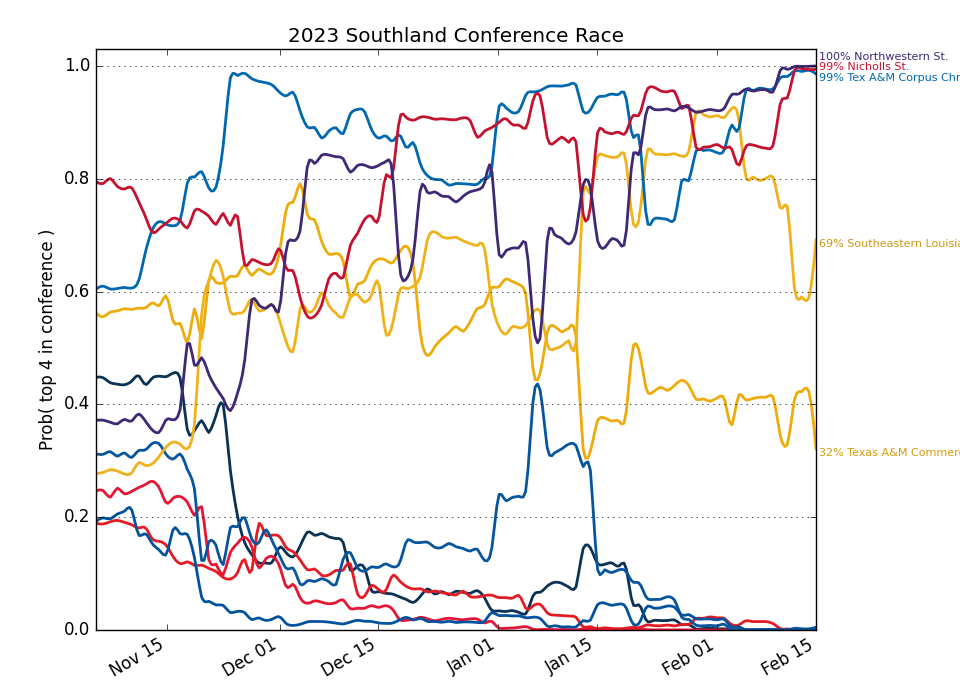 2023 Southland Conference Race
Prob( top 4 in conference )
1.0
0.8
0.6
0.4
0.2
0.0
100% Northwestern St.
99% Nicholls St.
99% Tex A&M Corpus Chr
69% Southeastern Louisia
32% Texas A&M Commerc
Nov 15
Dec 01
Dec 15
Jan 01
Jan 15
Feb 01
Feb 15